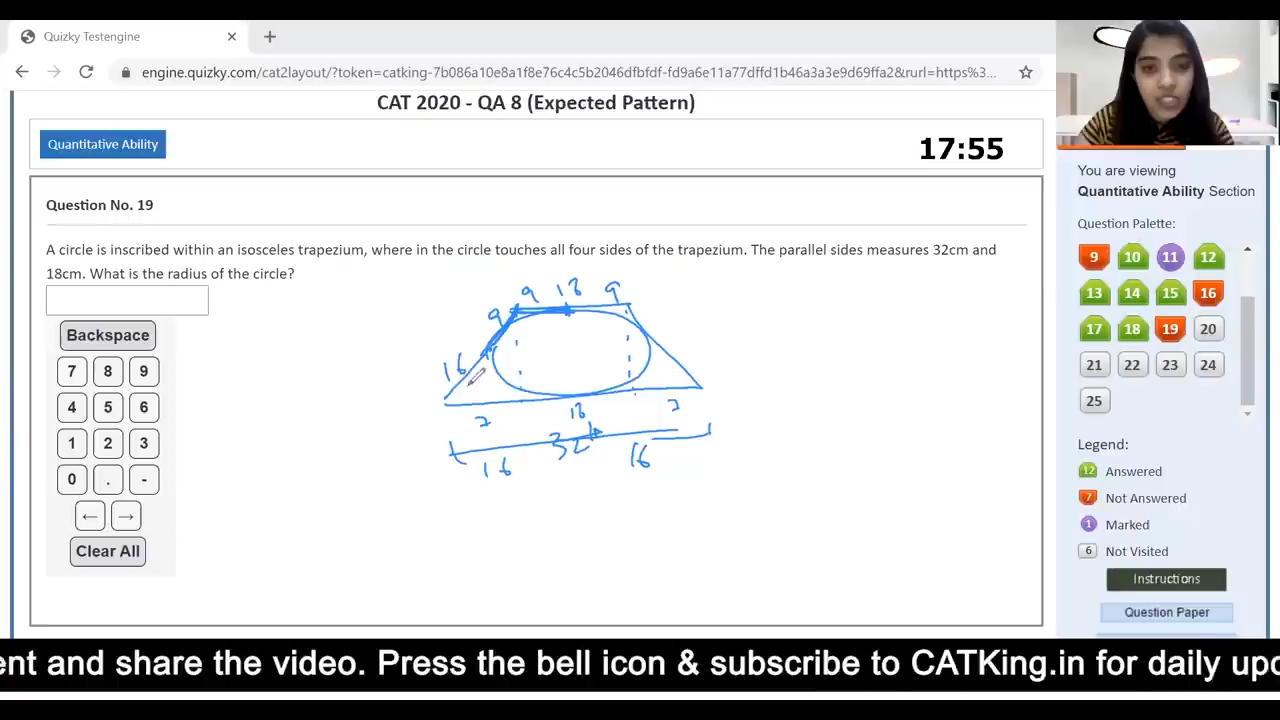 Quizky Testengine
engine.quizky.com/cat2layout/?token=catking-7b936a10e8a1f8e76c4c5b2046dfbfdf-fd9a6e11a77dffd1b46a3a3e9d69ffa2&rurl=https%3...
CAT 2020 - QA 8 (Expected Pattern)
Quantitative Ability
17:55
Question No. 19
A circle is inscribed within an isosceles trapezium, where in the circle touches all four sides of the trapezium. The parallel sides measures 32cm and
18cm. What is the radius of the circle?
Backspace
7 8 9
4 5 6
1 2 3
0 . -
← →
Clear All
9 18 9
9
16
7 18 7
32
16 16
You are viewing
Quantitative Ability Section
Question Palette:
9 10 11 12
13 14 15 16
17 18 19 20
21 22 23 24
25
Legend:
12 Answered
7 Not Answered
1 Marked
6 Not Visited
Instructions
Question Paper
ent and share the video. Press the bell icon & subscribe to CATKing.in for daily upd